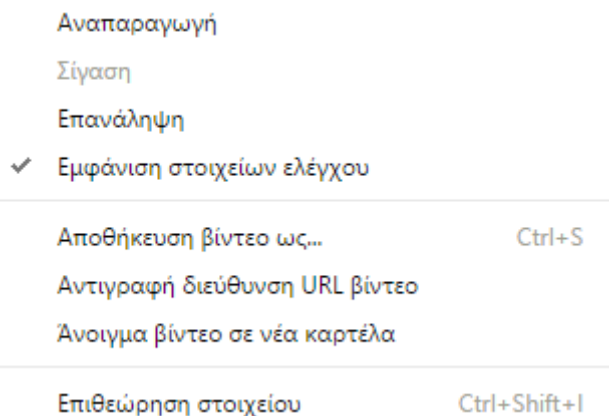 Αναπαραγωγή
Σίγαση
Επανάληψη
Εμφάνιση στοιχείων ελέγχου
Αποθήκευση βίντεο ως... Ctrl+S
Αντιγραφή διεύθυνση URL βίντεο
Άνοιγμα βίντεο σε νέα καρτέλα
Επιθεώρηση στοιχείου Ctrl+Shift+I